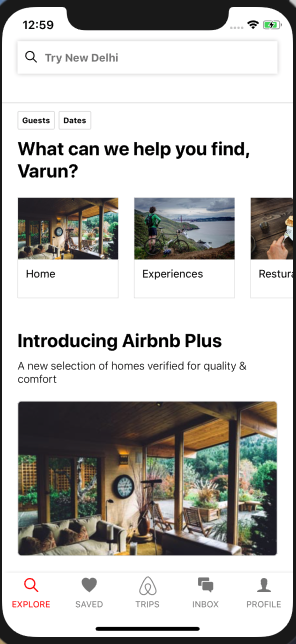 12:59
Try New Delhi
Guests Dates
What can we help you find,
Varun?
Home Experiences Restura
Introducing Airbnb Plus
A new selection of homes verified for quality &
comfort
EXPLORE SAVED TRIPS INBOX PROFILE